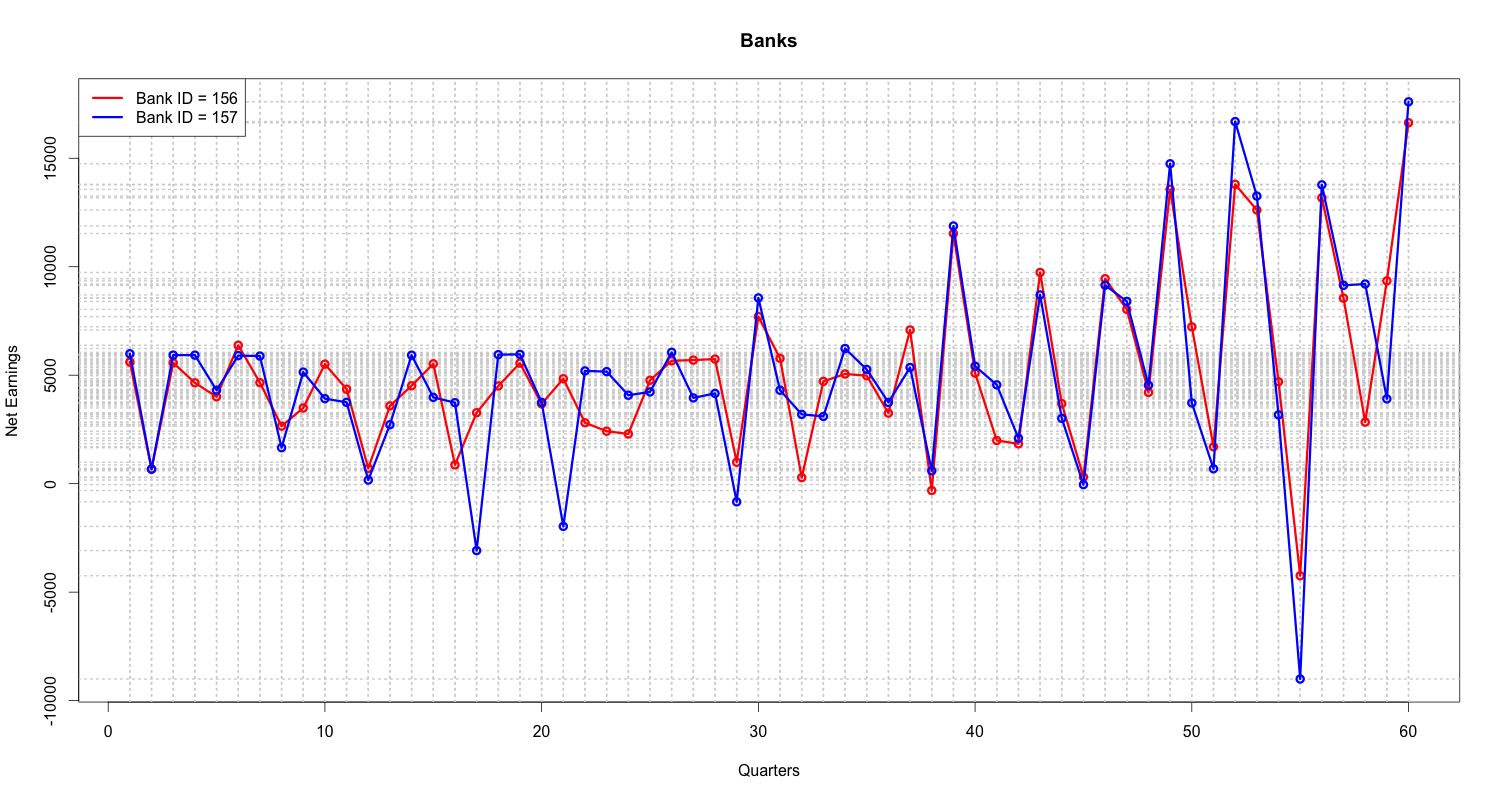 Banks
Bank ID = 156
Bank ID = 157
Net Earnings
15000
10000
5000
0
-5000
-10000
0 10 20 30 40 50 60
Quarters